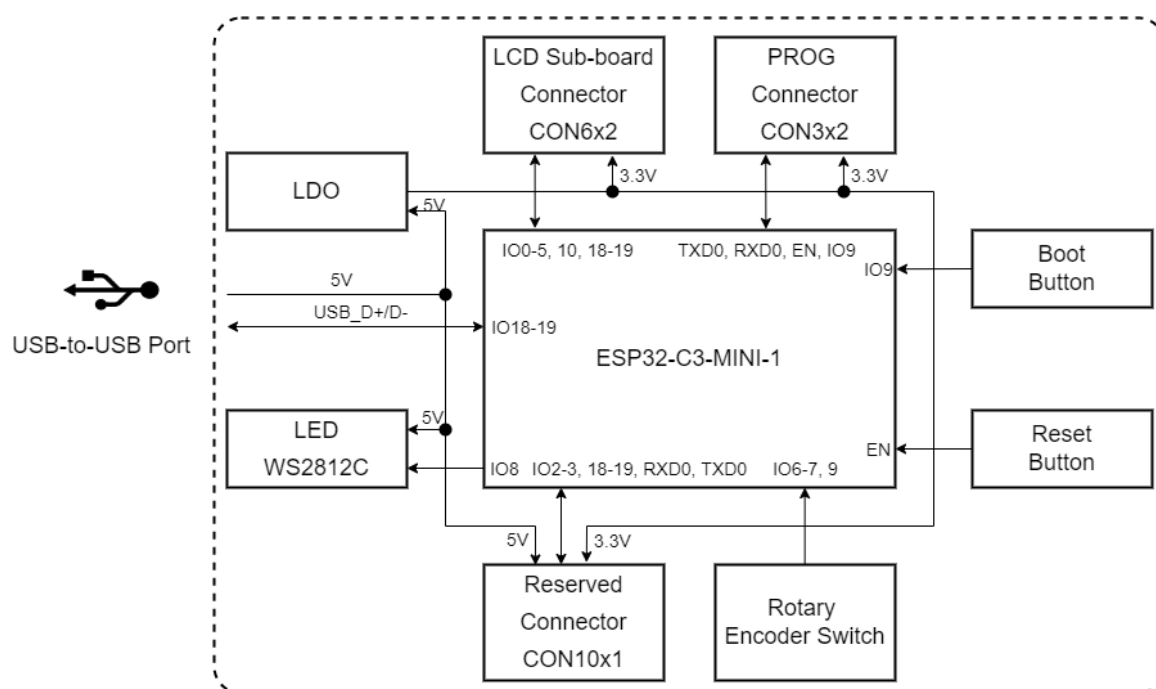 LCD Sub-board
Connector
CON6x2
PROG
Connector
CON3x2
LDO
3.3V
3.3V
5V
IO0-5, 10, 18-19
TXD0, RXD0, EN, IO9
IO9
Boot
Button
5V
USB_D+/D-
IO18-19
USB-to-USB Port
ESP32-C3-MINI-1
LED
WS2812C
5V
IO8
IO2-3, 18-19, RXD0, TXD0
IO6-7, 9
EN
Reset
Button
5V
3.3V
Reserved
Connector
CON10x1
Rotary
Encoder Switch